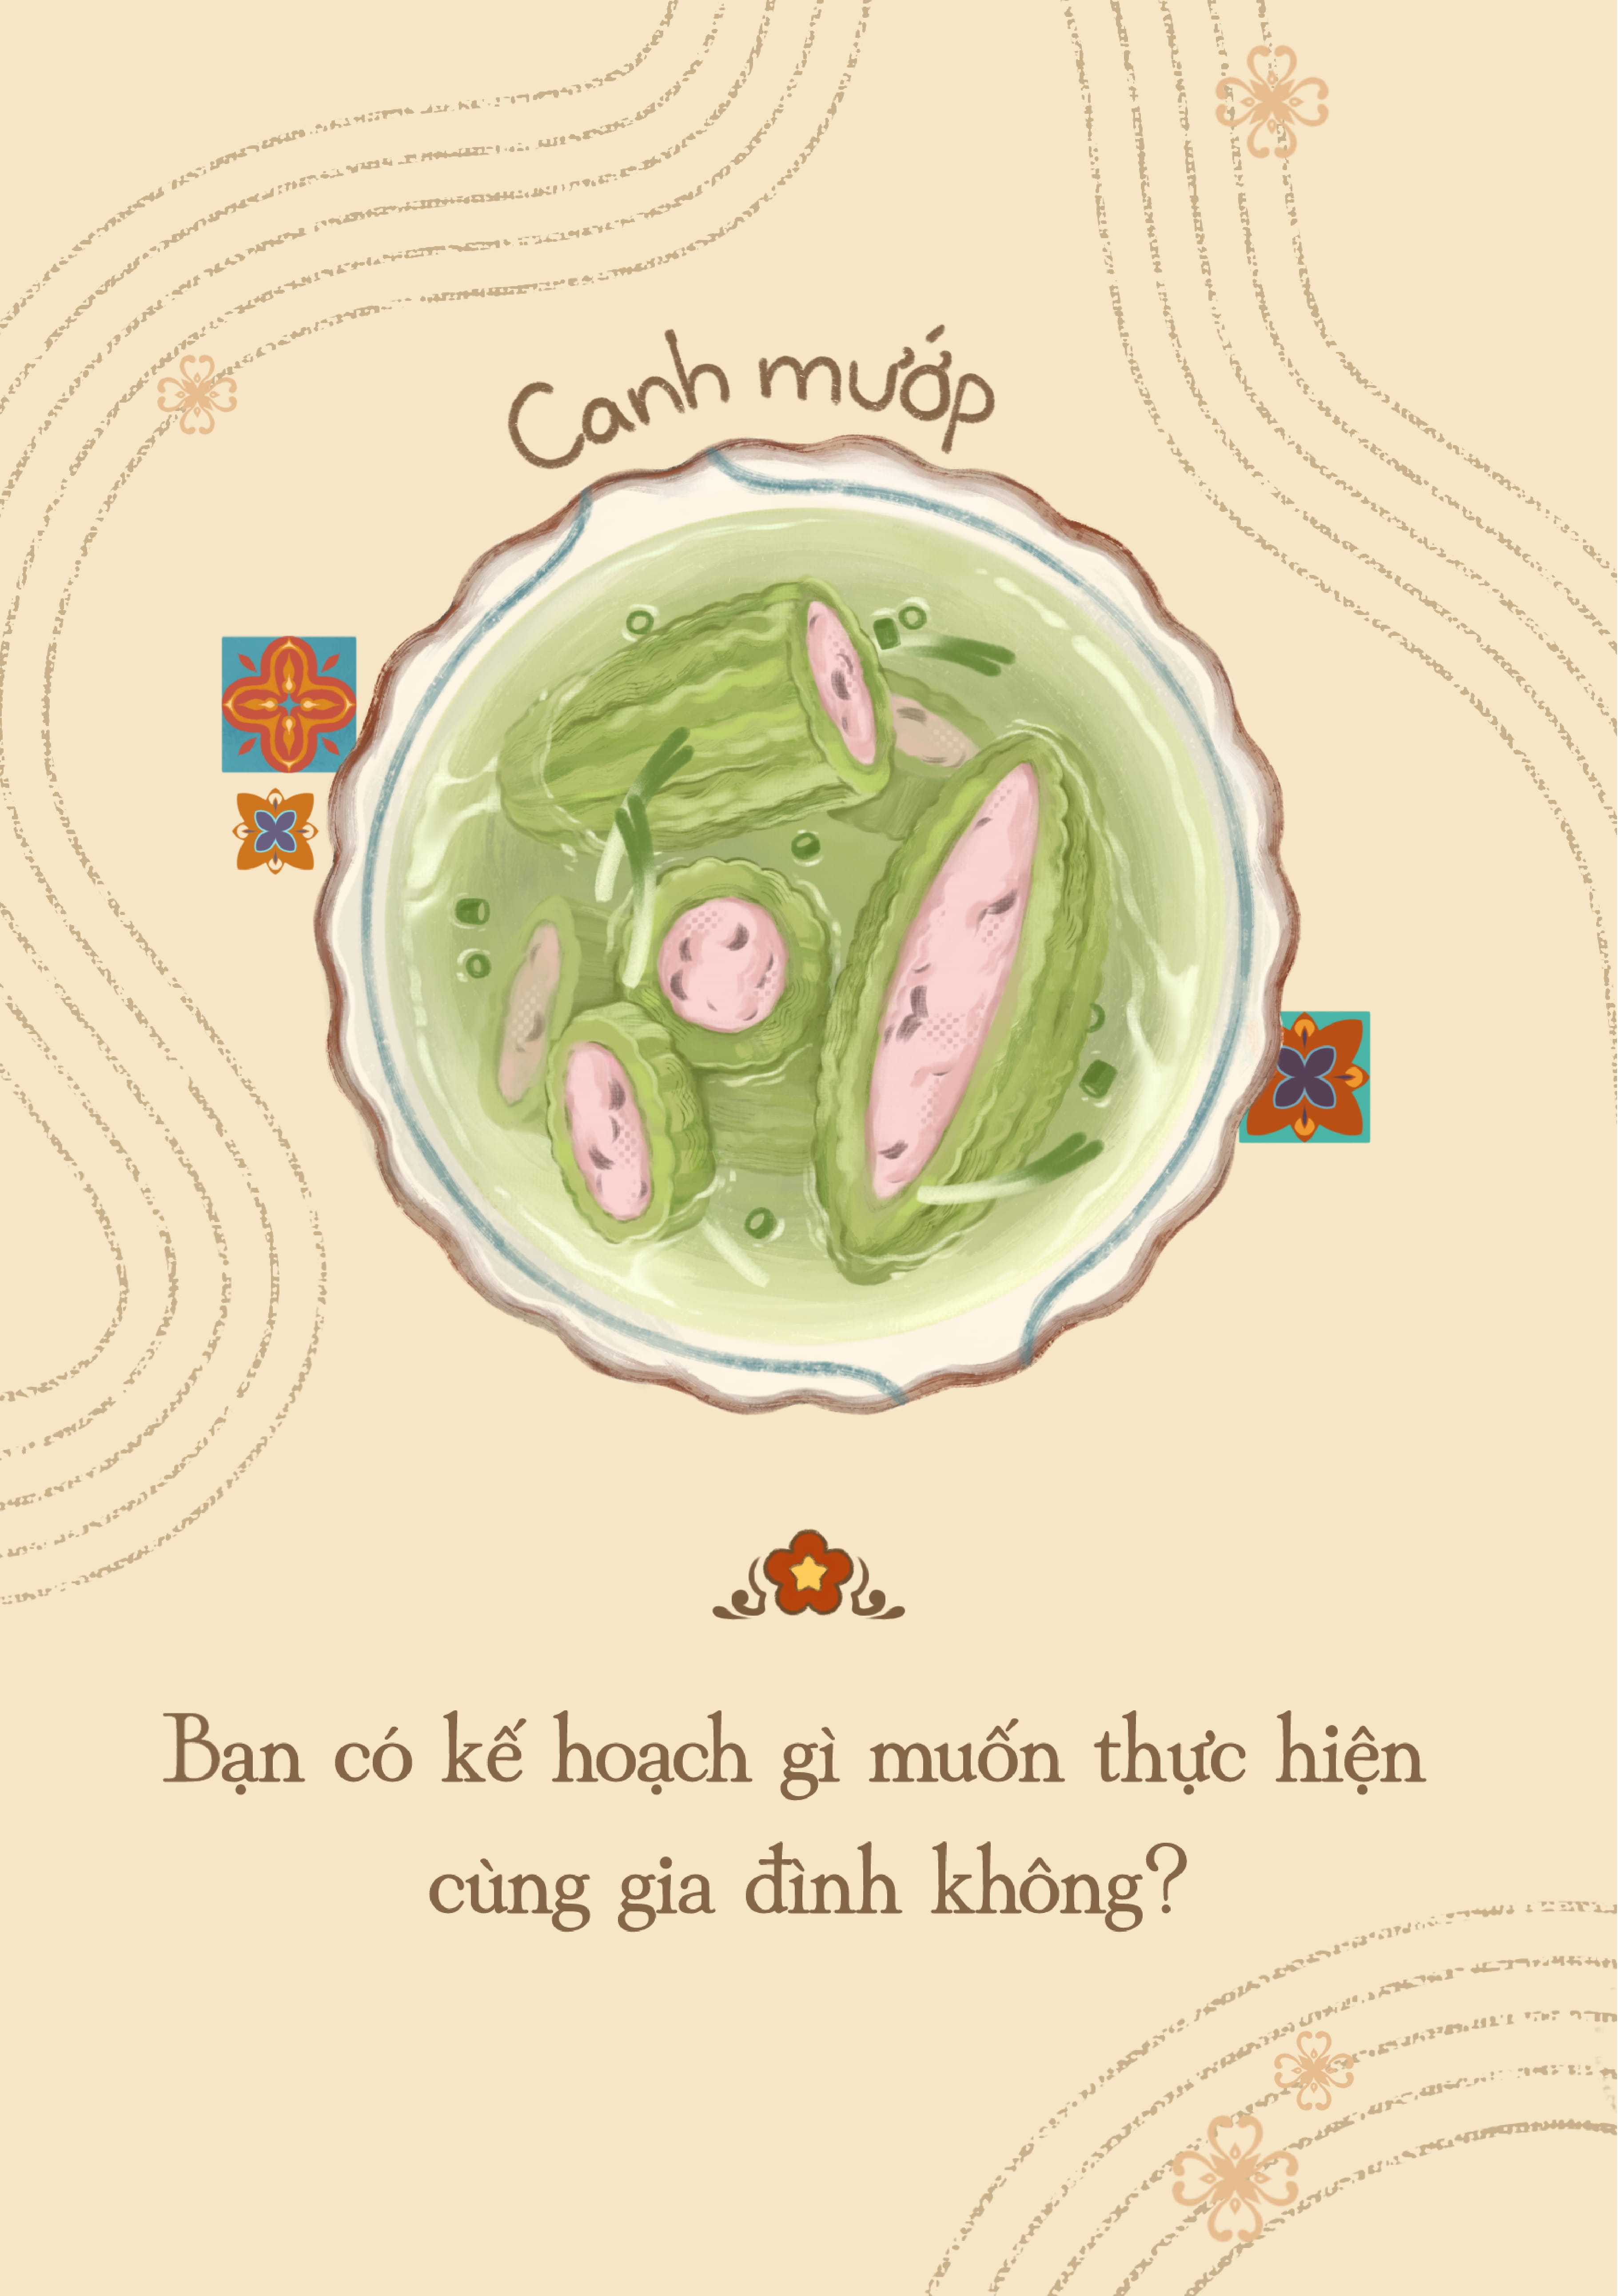 Canh mướp
Bạn có kế hoạch gì muốn thực hiện
cùng gia đình không?